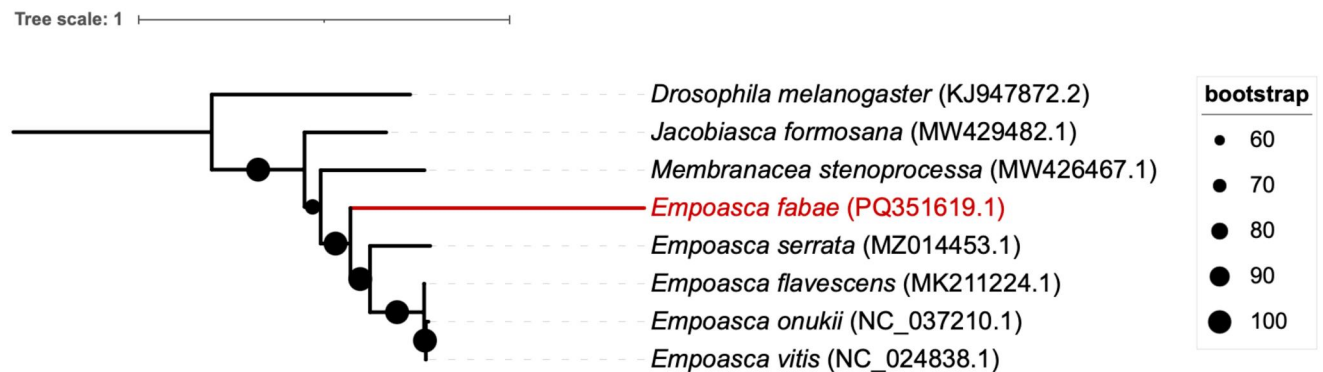 Tree scale: 1
Drosophila melanogaster (KJ947872.2)
Jacobiasca formosana (MW429482.1)
Membranacea stenoprocessa (MW426467.1)
Empoasca fabae (PQ351619.1)
Empoasca serrata (MZ014453.1)
Empoasca flavescens (MK211224.1)
Empoasca onukii (NC_037210.1)
Empoasca vitis (NC_024838.1)
bootstrap
60
70
80
90
100